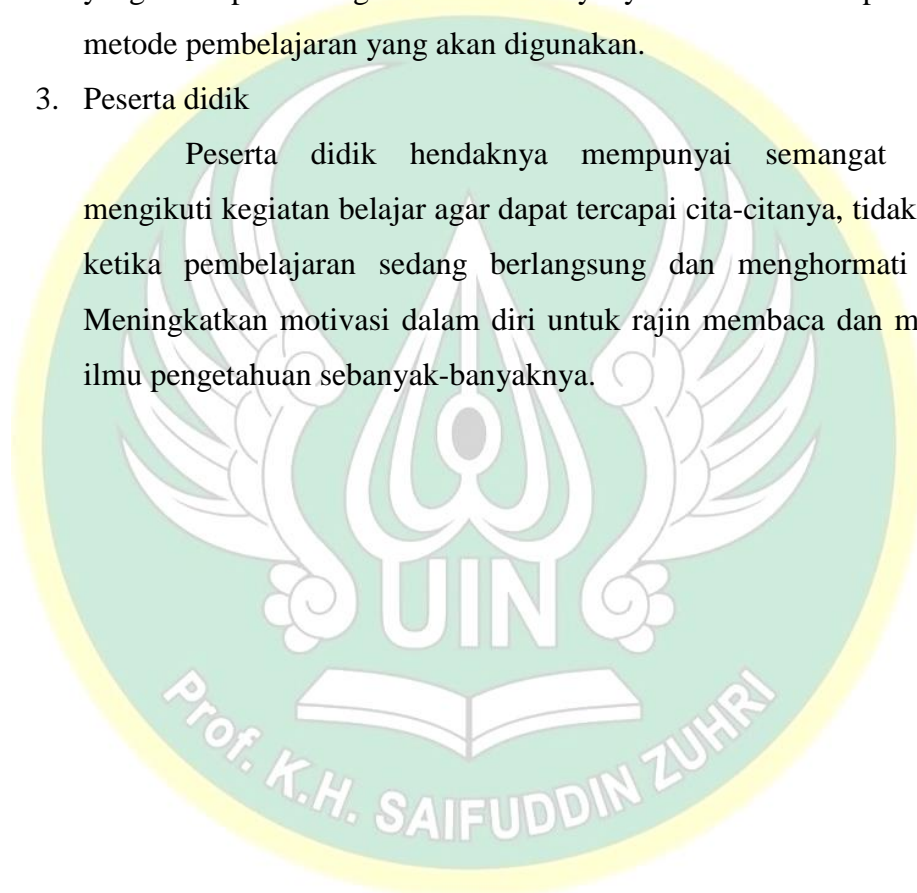 metode pembelajaran yang akan digunakan.
3. Peserta didik
Peserta didik hendaknya mempunyai semangat
mengikuti kegiatan belajar agar dapat tercapai cita-citanya, tidak
ketika pembelajaran sedang berlangsung dan menghormati
Meningkatkan motivasi dalam diri untuk rajin membaca dan m
ilmu pengetahuan sebanyak-banyaknya.
UIN
Prof. K.H. SAIFUDDIN ZUHRI